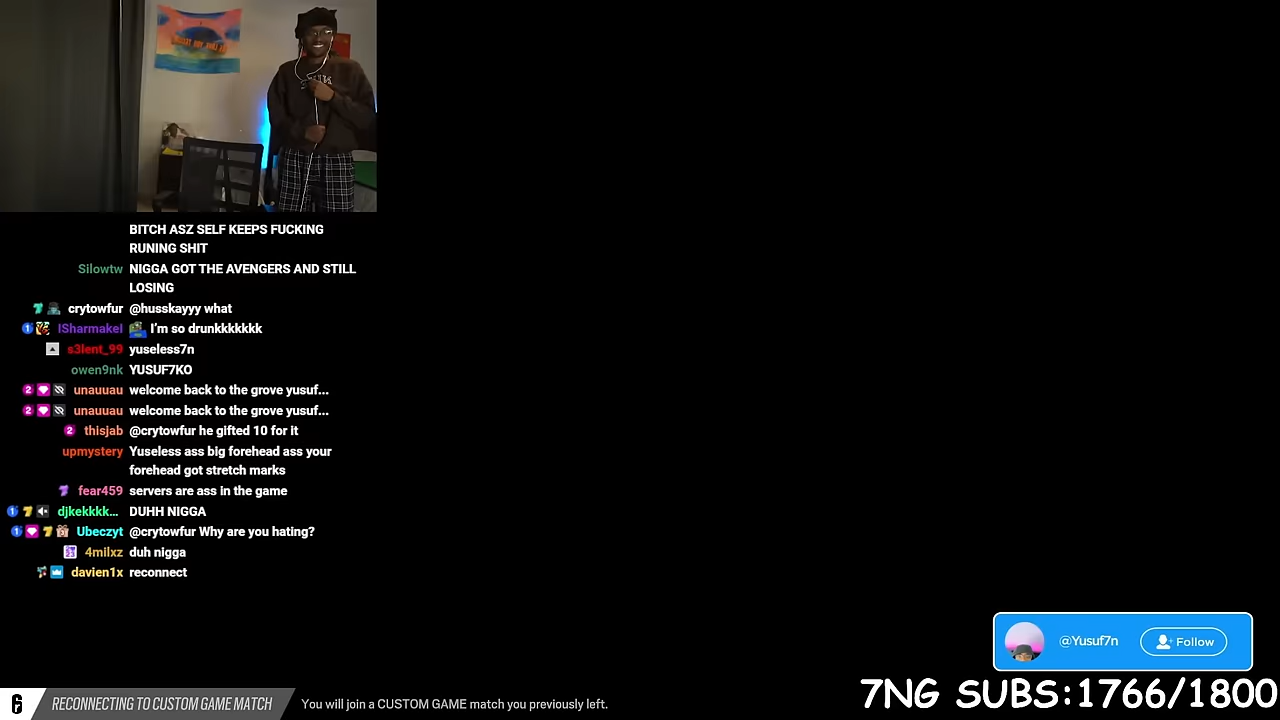 BITCH ASZ SELF KEEPS FUCKING
RUNING SHIT
Silowtw NIGGA GOT THE AVENGERS AND STILL
LOSING
crytowfur @husskayyy what
ISharmakeI I'm so drunkkkkkkk
s3lent_99 yuseless7n
owen9nk YUSUF7KO
unauuau welcome back to the grove yusuf...
unauuau welcome back to the grove yusuf...
thisjab @crytowfur he gifted 10 for it
upmystery Yuseless ass big forehead ass your
forehead got stretch marks
fear459 servers are ass in the game
djkekkkk... DUHH NIGGA
Ubeczyt @crytowfur Why are you hating?
4milxz duh nigga
davien1x reconnect
@Yusuf7n Follow
7NG SUBS:1766/1800
RECONNECTING TO CUSTOM GAME MATCH You will join a CUSTOM GAME match you previously left.